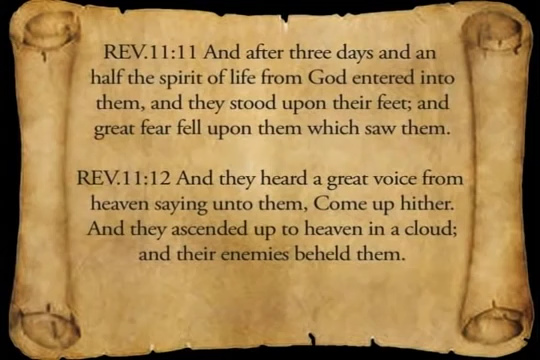 REV.11:11 And after three days and an
half the spirit of life from God entered into
them, and they stood upon their feet; and
great fear fell upon them which saw them.
REV.11:12 And they heard a great voice from
heaven saying unto them, Come up hither.
And they ascended up to heaven in a cloud;
and their enemies beheld them.